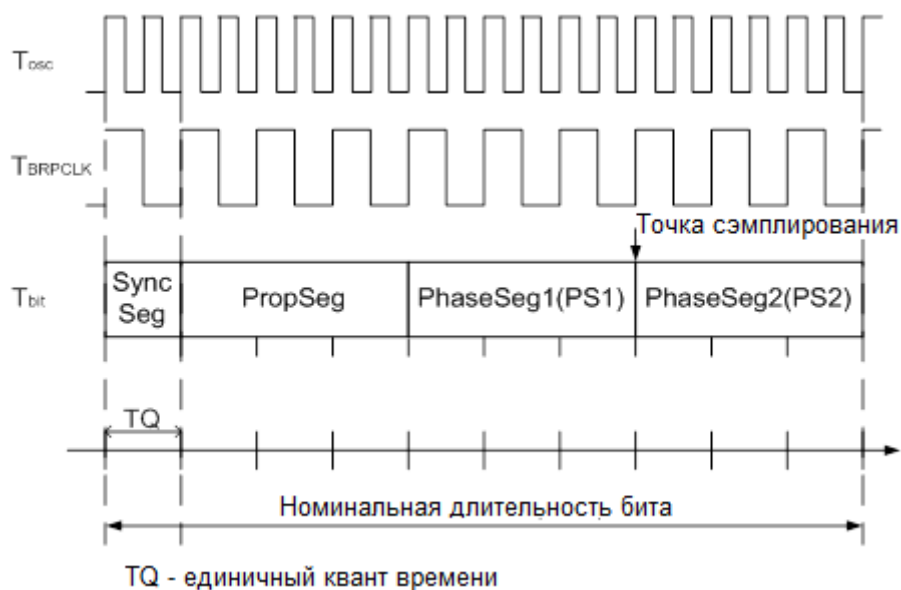 Tosc
TBRPCLK
Точка сэмплирования
Tbit
Sync
Seg
PropSeg
PhaseSeg1(PS1)
PhaseSeg2(PS2)
TQ
Номинальная длительность бита
TQ - единичный квант времени